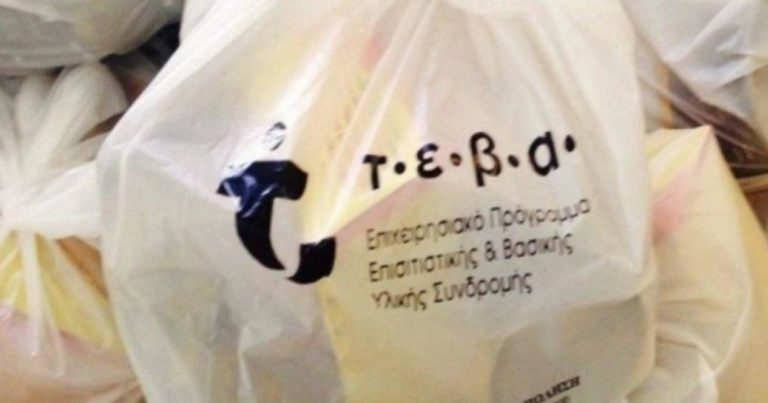 τ•ε•β•α•
Επιχειρησιακό Πρόγραμμα
Επισιτιστικής & Βασικής
Υλικής Συνδρομής